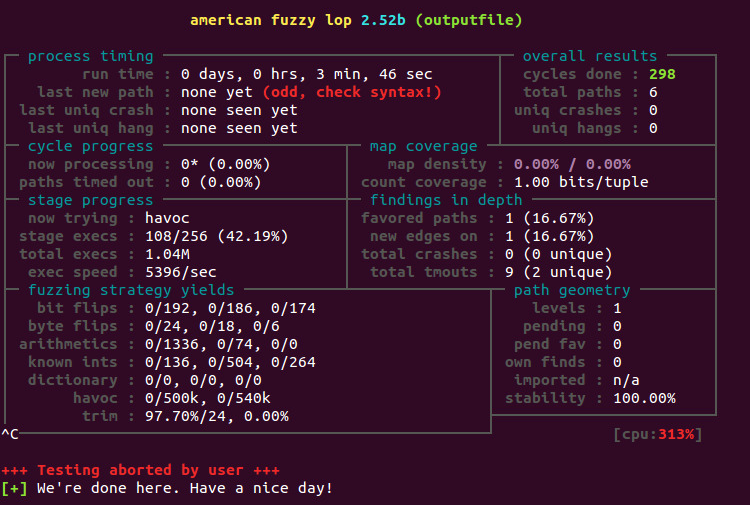 american fuzzy lop 2.52b (outputfile)
process timing overall results
run time : 0 days, 0 hrs, 3 min, 46 sec cycles done : 298
last new path : none yet (odd, check syntax!) total paths : 6
last uniq crash : none seen yet uniq crashes : 0
last uniq hang : none seen yet uniq hangs : 0
cycle progress map coverage
now processing : 0* (0.00%) map density : 0.00% / 0.00%
paths timed out : 0 (0.00%) count coverage : 1.00 bits/tuple
stage progress findings in depth
now trying : havoc favored paths : 1 (16.67%)
stage execs : 108/256 (42.19%) new edges on : 1 (16.67%)
total execs : 1.04M total crashes : 0 (0 unique)
exec speed : 5396/sec total tmouts : 9 (2 unique)
fuzzing strategy yields path geometry
bit flips : 0/192, 0/186, 0/174 levels : 1
byte flips : 0/24, 0/18, 0/6 pending : 0
arithmetics : 0/1336, 0/74, 0/0 pend fav : 0
known ints : 0/136, 0/504, 0/264 own finds : 0
dictionary : 0/0, 0/0, 0/0 imported : n/a
havoc : 0/500k, 0/540k stability : 100.00%
trim : 97.70%/24, 0.00%
^C [cpu:313%]
+++ Testing aborted by user +++
[+] We're done here. Have a nice day!